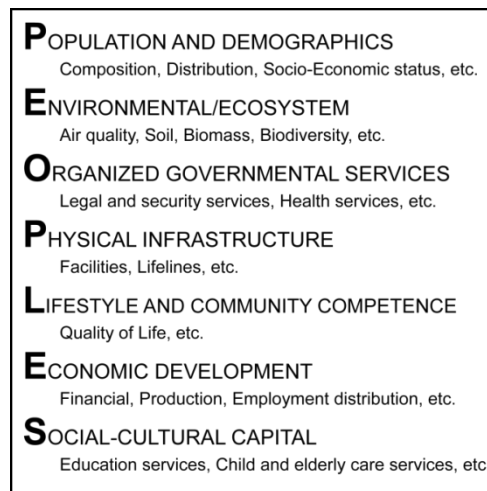 POPULATION AND DEMOGRAPHICS
Composition, Distribution, Socio-Economic status, etc.
ENVIRONMENTAL/ECOSYSTEM
Air quality, Soil, Biomass, Biodiversity, etc.
ORGANIZED GOVERNMENTAL SERVICES
Legal and security services, Health services, etc.
PHYSICAL INFRASTRUCTURE
Facilities, Lifelines, etc.
LIFESTYLE AND COMMUNITY COMPETENCE
Quality of Life, etc.
ECONOMIC DEVELOPMENT
Financial, Production, Employment distribution, etc.
SOCIAL-CULTURAL CAPITAL
Education services, Child and elderly care services, etc